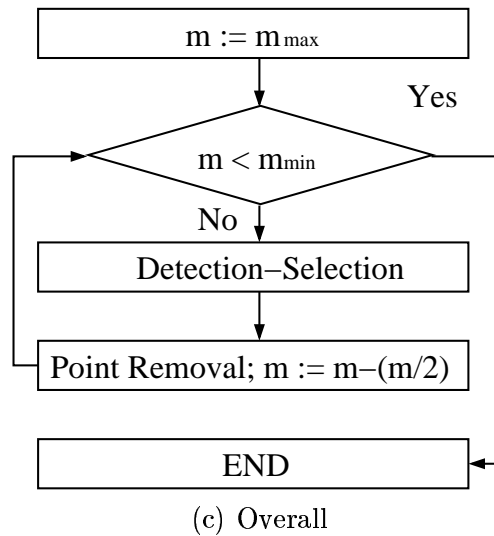 m := mmax
Yes
m < mmin
No
Detection–Selection
Point Removal; m := m–(m/2)
END
(c) Overall